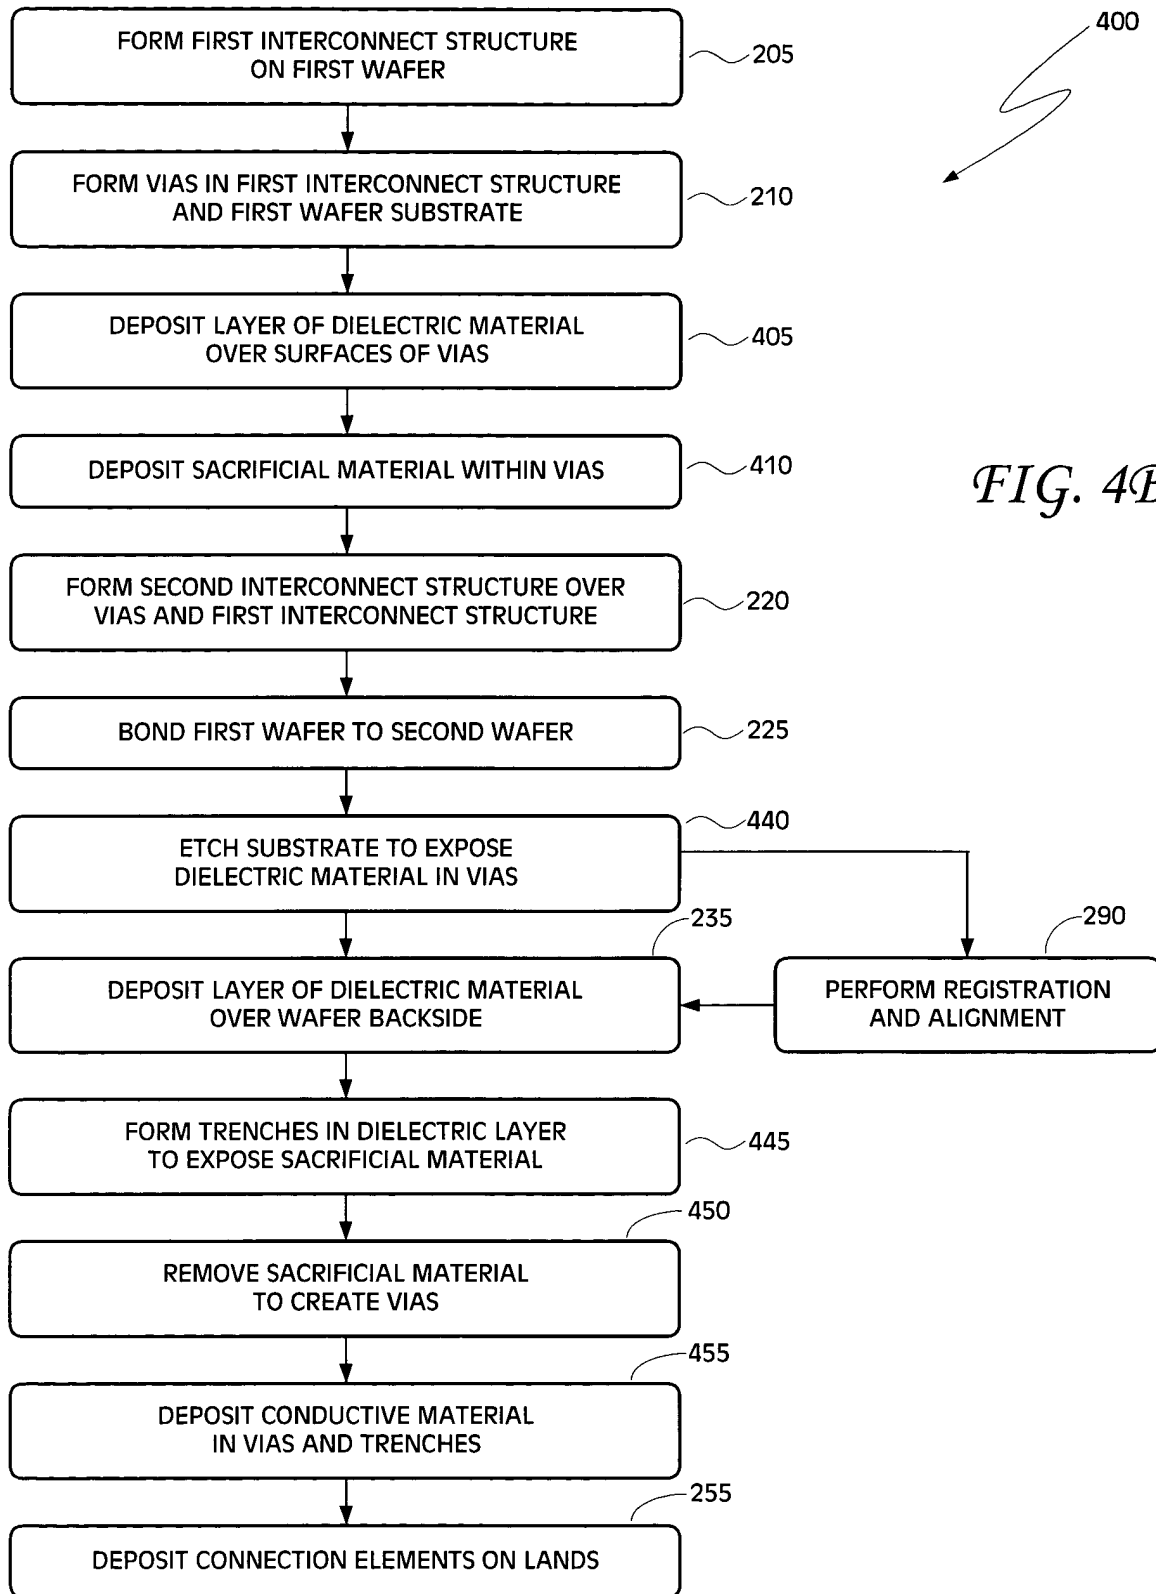 FORM FIRST INTERCONNECT STRUCTURE
ON FIRST WAFER
205
400
FORM VIAS IN FIRST INTERCONNECT STRUCTURE
AND FIRST WAFER SUBSTRATE
210
DEPOSIT LAYER OF DIELECTRIC MATERIAL
OVER SURFACES OF VIAS
405
DEPOSIT SACRIFICIAL MATERIAL WITHIN VIAS
410
FIG. 4B
FORM SECOND INTERCONNECT STRUCTURE OVER
VIAS AND FIRST INTERCONNECT STRUCTURE
220
BOND FIRST WAFER TO SECOND WAFER
225
ETCH SUBSTRATE TO EXPOSE
DIELECTRIC MATERIAL IN VIAS
440
DEPOSIT LAYER OF DIELECTRIC MATERIAL
OVER WAFER BACKSIDE
235
PERFORM REGISTRATION
AND ALIGNMENT
290
FORM TRENCHES IN DIELECTRIC LAYER
TO EXPOSE SACRIFICIAL MATERIAL
445
REMOVE SACRIFICIAL MATERIAL
TO CREATE VIAS
450
DEPOSIT CONDUCTIVE MATERIAL
IN VIAS AND TRENCHES
455
DEPOSIT CONNECTION ELEMENTS ON LANDS
255